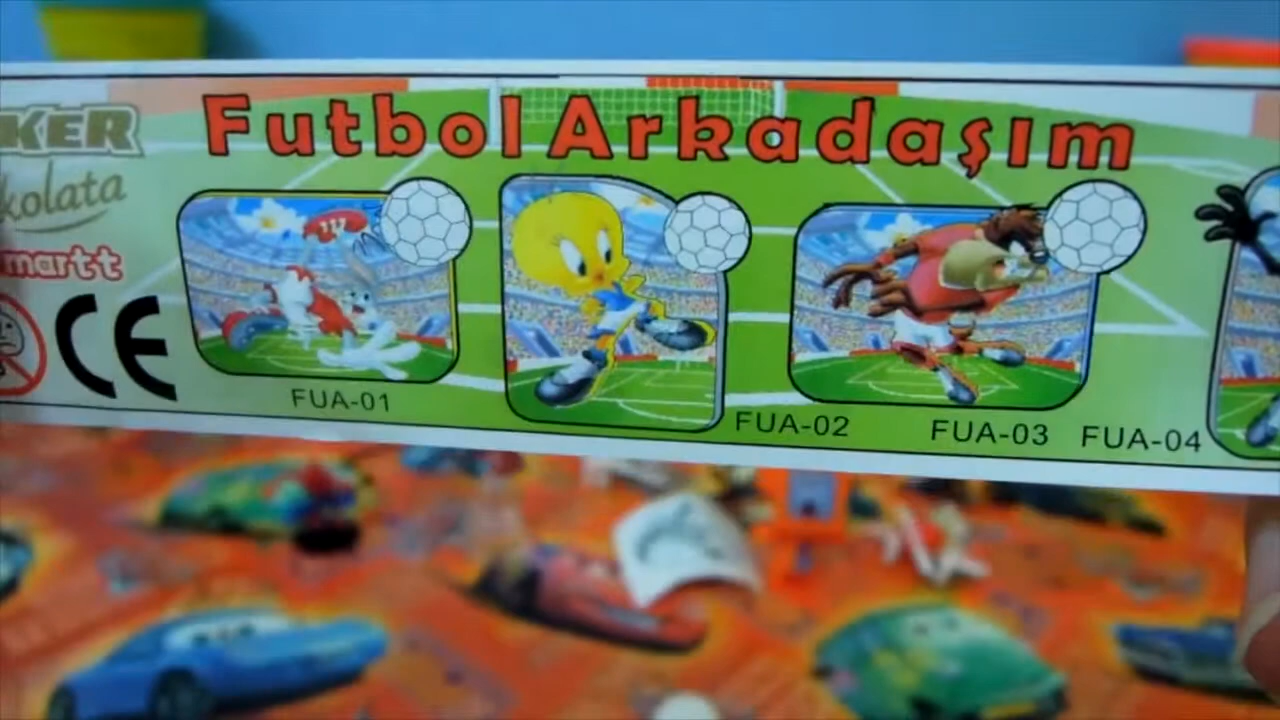 Futbol Arkadaşım
KER
kolata
martt
CE
FUA-01
FUA-02
FUA-03
FUA-04